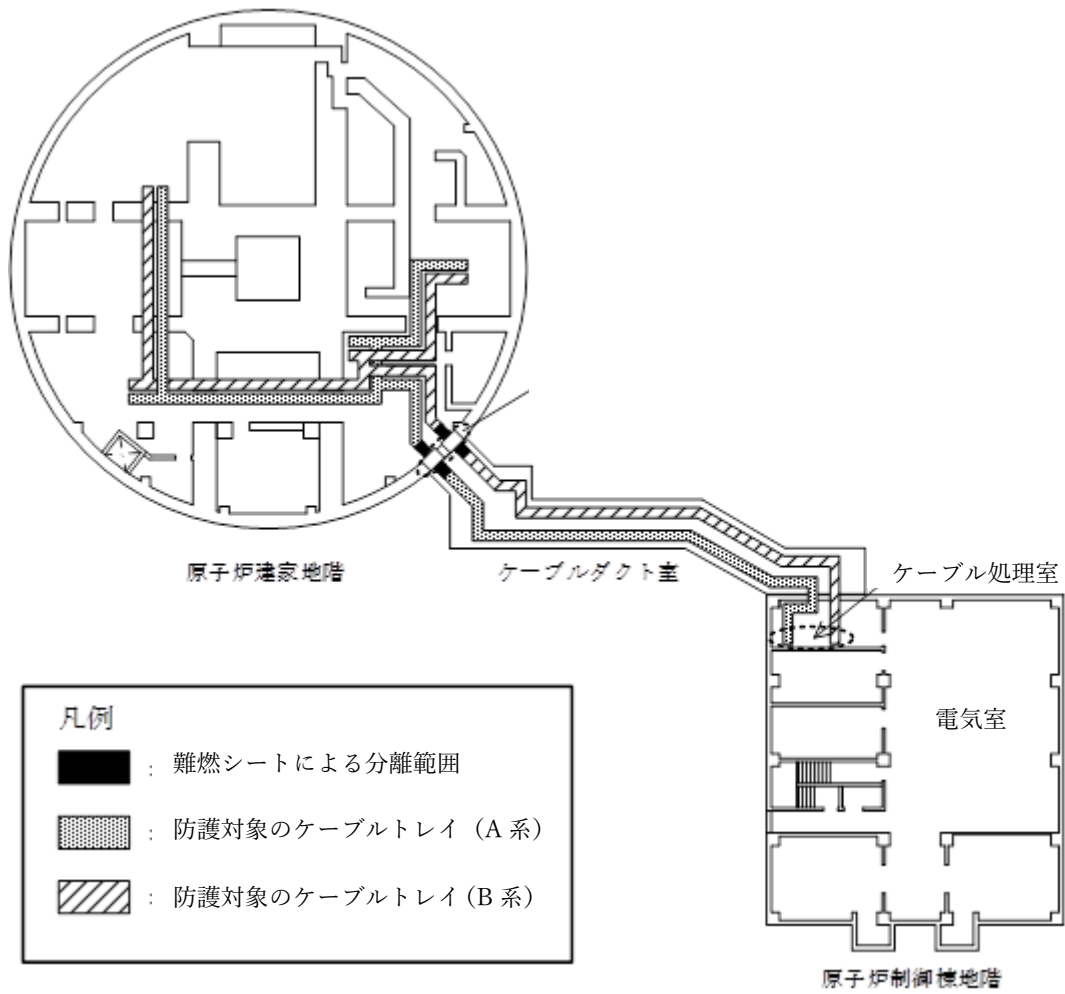 原子炉建家地階
ケーブルダクト室
ケーブル処理室
電気室
凡例
： 難燃シートによる分離範囲
： 防護対象のケーブルトレイ（A 系）
： 防護対象のケーブルトレイ（B 系）
原子炉制御棟地階